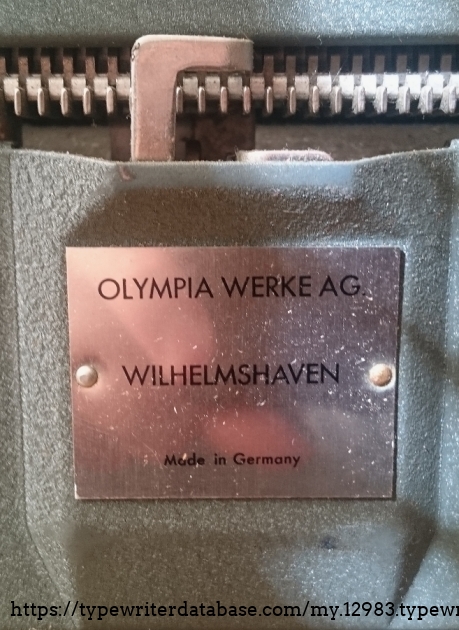 OLYMPIA WERKE AG.
WILHELMSHAVEN
Made in Germany
https://typewriterdatabase.com/my.12983.typewr